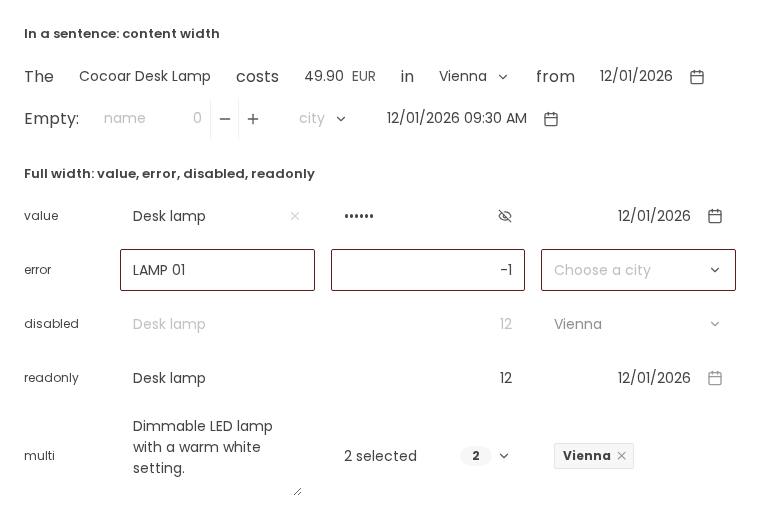 In a sentence: content width
The Cocoar Desk Lamp costs 49.90 EUR in Vienna from 12/01/2026
Empty: name 0 city 12/01/2026 09:30 AM
Full width: value, error, disabled, readonly
value Desk lamp •••••• 12/01/2026
error LAMP 01 -1 Choose a city
disabled Desk lamp 12 Vienna
readonly Desk lamp 12 12/01/2026
Dimmable LED lamp
with a warm white
multi setting. 2 selected 2 Vienna